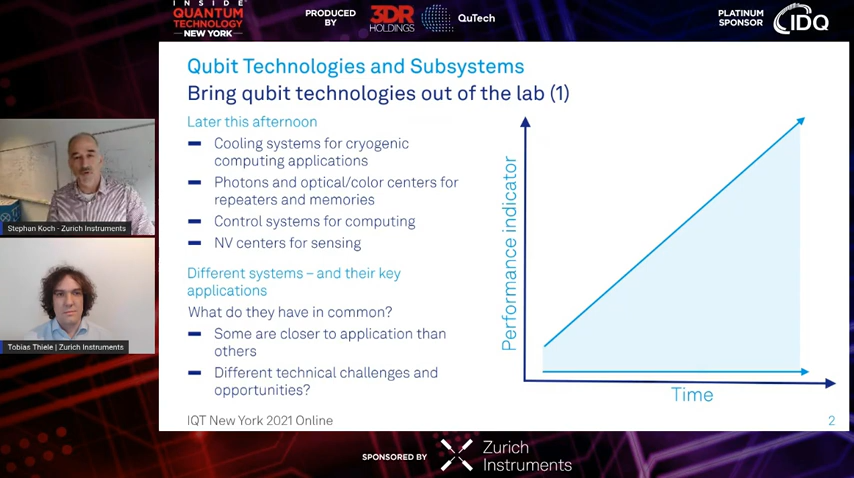 INSIDE
QUANTUM
TECHNOLOGY
NEW YORK
PRODUCED
BY
3DR
HOLDINGS
QuTech
PLATINUM
SPONSOR
IDQ
Qubit Technologies and Subsystems
Bring qubit technologies out of the lab (1)
Later this afternoon
Cooling systems for cryogenic
computing applications
Photons and optical/color centers for
repeaters and memories
Control systems for computing
NV centers for sensing
Different systems – and their key
applications
What do they have in common?
Some are closer to application than
others
Different technical challenges and
opportunities?
Performance indicator
Time
IQT New York 2021 Online
2
Stephan Koch - Zurich Instruments
Tobias Thiele | Zurich Instruments
SPONSORED BY
Zurich
Instruments